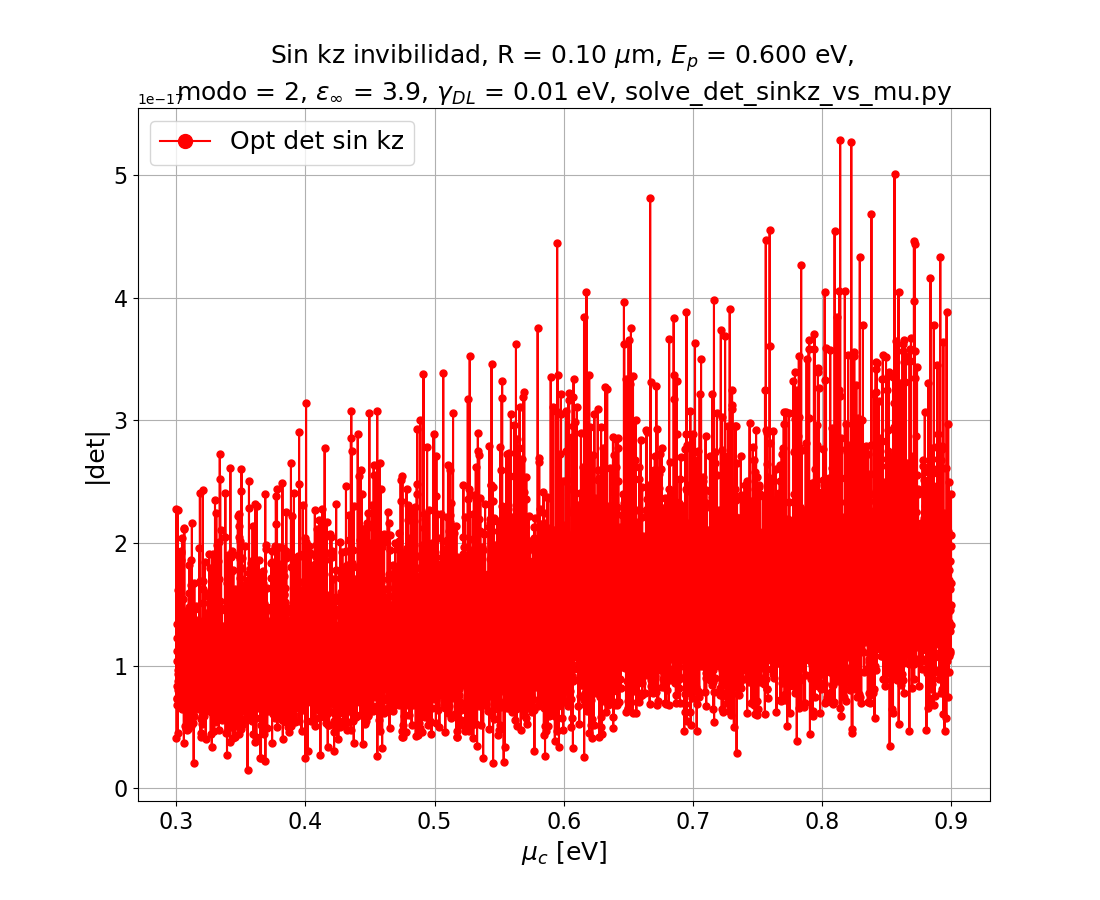 Sin kz invibilidad, R = 0.10 μm, E_p = 0.600 eV,
modo = 2, ε_∞ = 3.9, γ_DL = 0.01 eV, solve_det_sinkz_vs_mu.py
1e−17
Opt det sin kz
5
4
3
2
1
0
|det|
0.3 0.4 0.5 0.6 0.7 0.8 0.9
μ_c [eV]